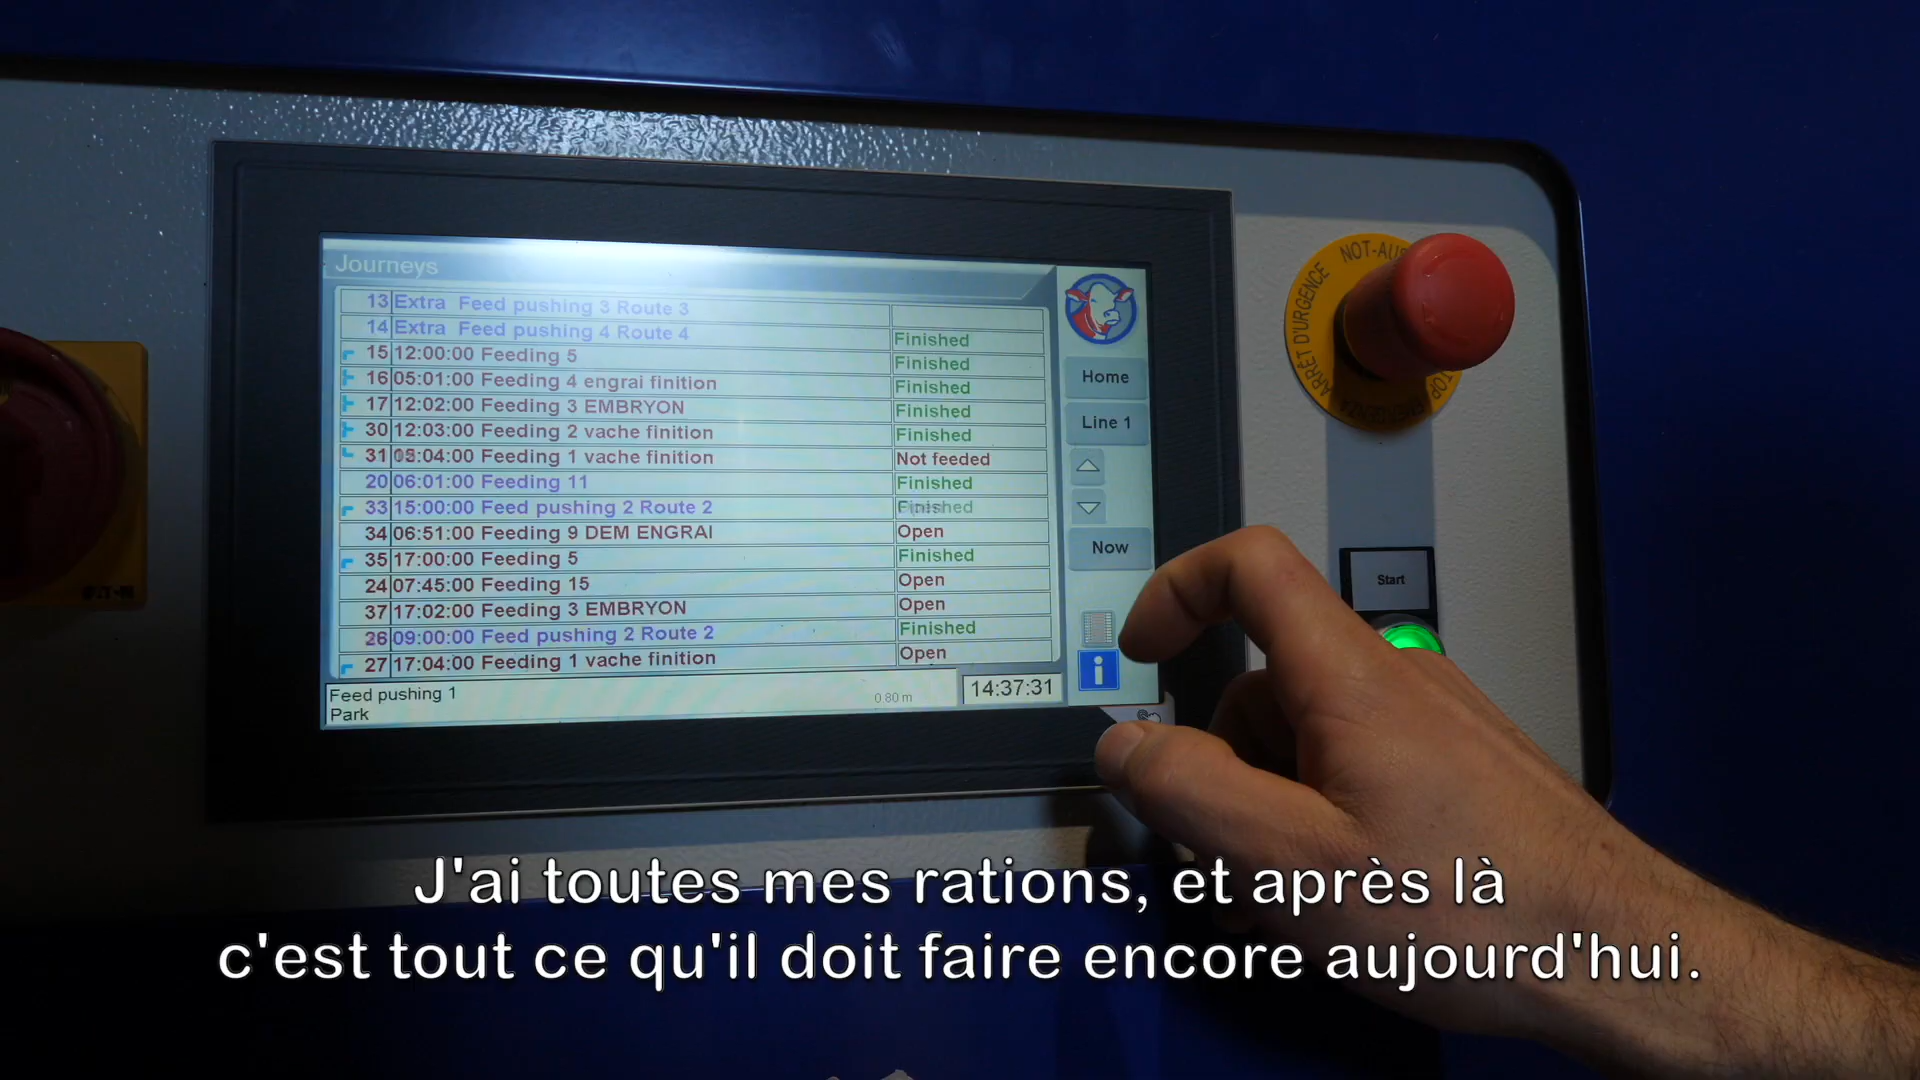 Journeys
13 Extra Feed pushing 3 Route 3
14 Extra Feed pushing 4 Route 4 Finished
15 12:00:00 Feeding 5 Finished
16 05:01:00 Feeding 4 engrai finition Finished
17 12:02:00 Feeding 3 EMBRYON Finished
30 12:03:00 Feeding 2 vache finition Finished
31 05:04:00 Feeding 1 vache finition Not feeded
20 06:01:00 Feeding 11 Finished
33 15:00:00 Feed pushing 2 Route 2 Finished
34 06:51:00 Feeding 9 DEM ENGRAI Open
35 17:00:00 Feeding 5 Finished
24 07:45:00 Feeding 15 Open
37 17:02:00 Feeding 3 EMBRYON Open
26 09:00:00 Feed pushing 2 Route 2 Finished
27 17:04:00 Feeding 1 vache finition Open
Feed pushing 1
Park
0.80 m
14:37:31
Home
Line 1
Now
i
NOT-AUS
ARRÊT D'URGENCE
STOP
Start
J'ai toutes mes rations, et après là
c'est tout ce qu'il doit faire encore aujourd'hui.